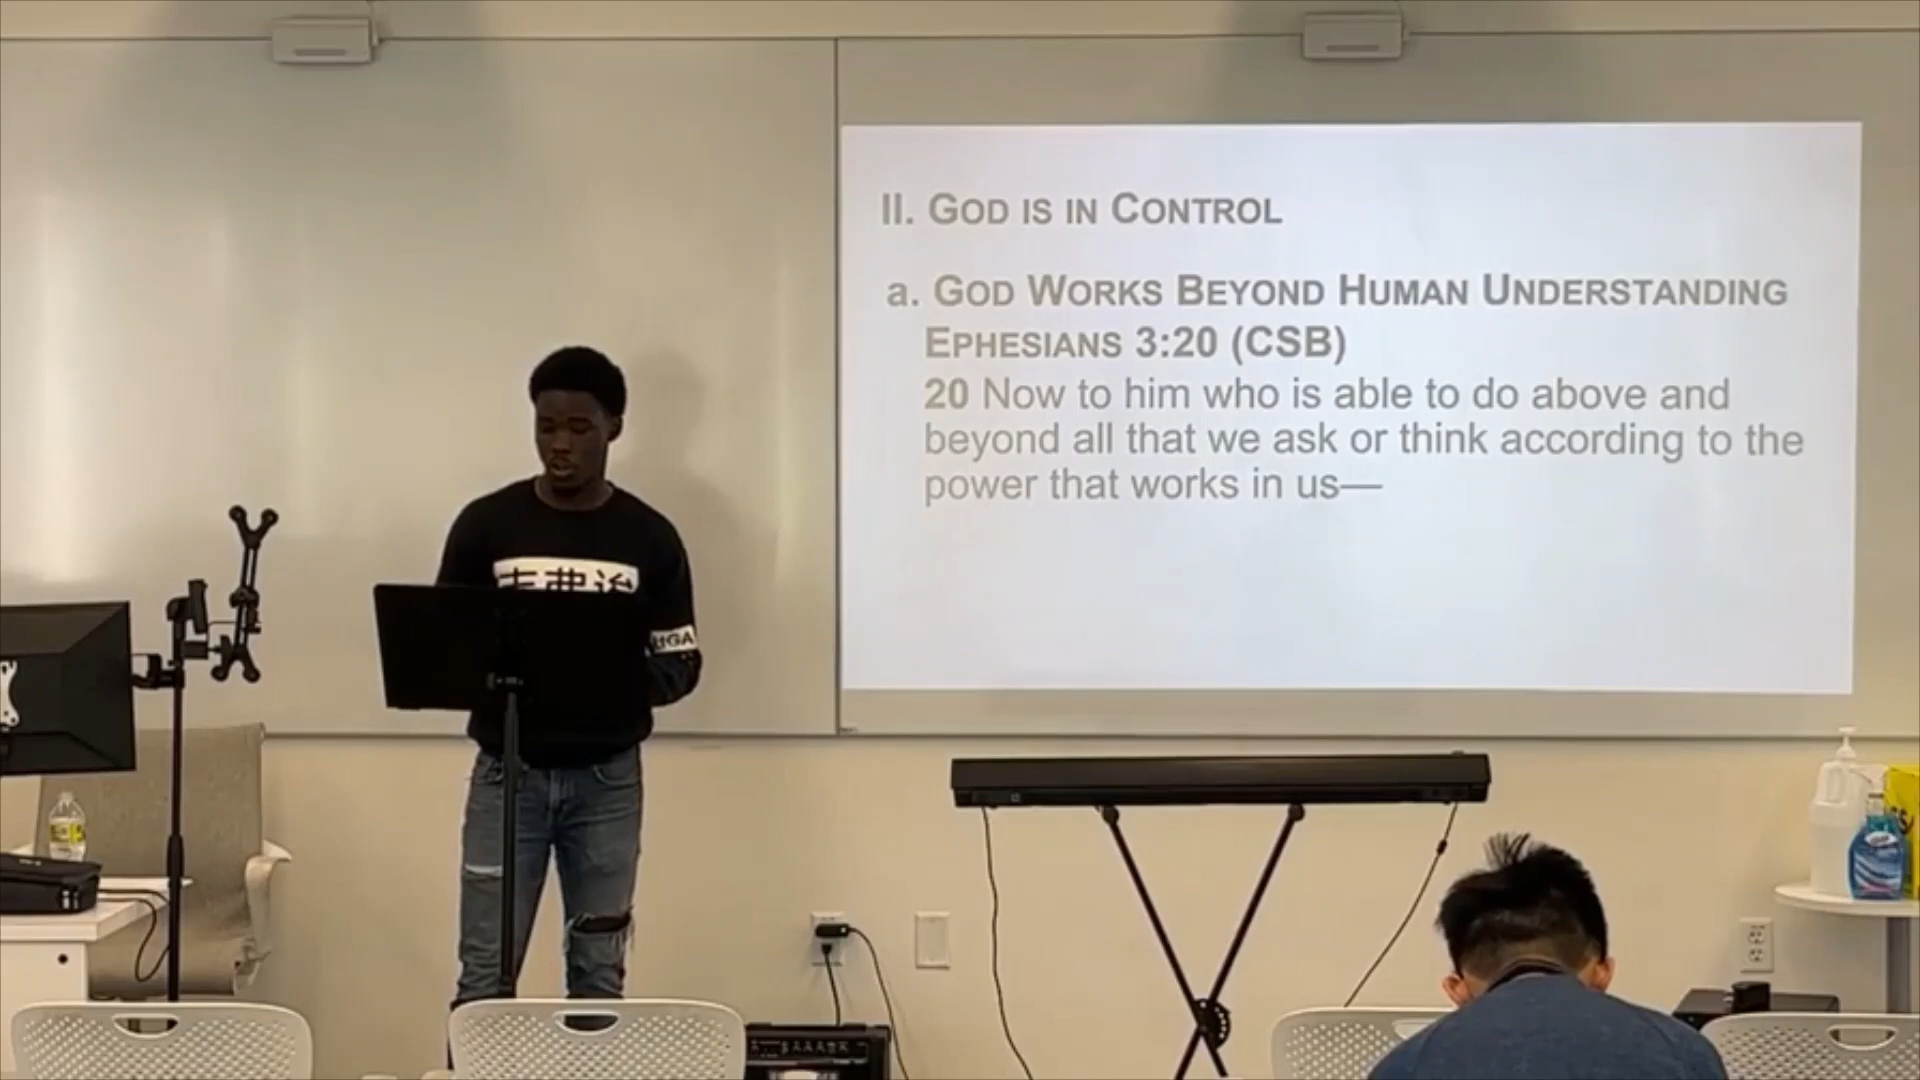 II. GOD IS IN CONTROL
a. GOD WORKS BEYOND HUMAN UNDERSTANDING
EPHESIANS 3:20 (CSB)
20 Now to him who is able to do above and
beyond all that we ask or think according to the
power that works in us—